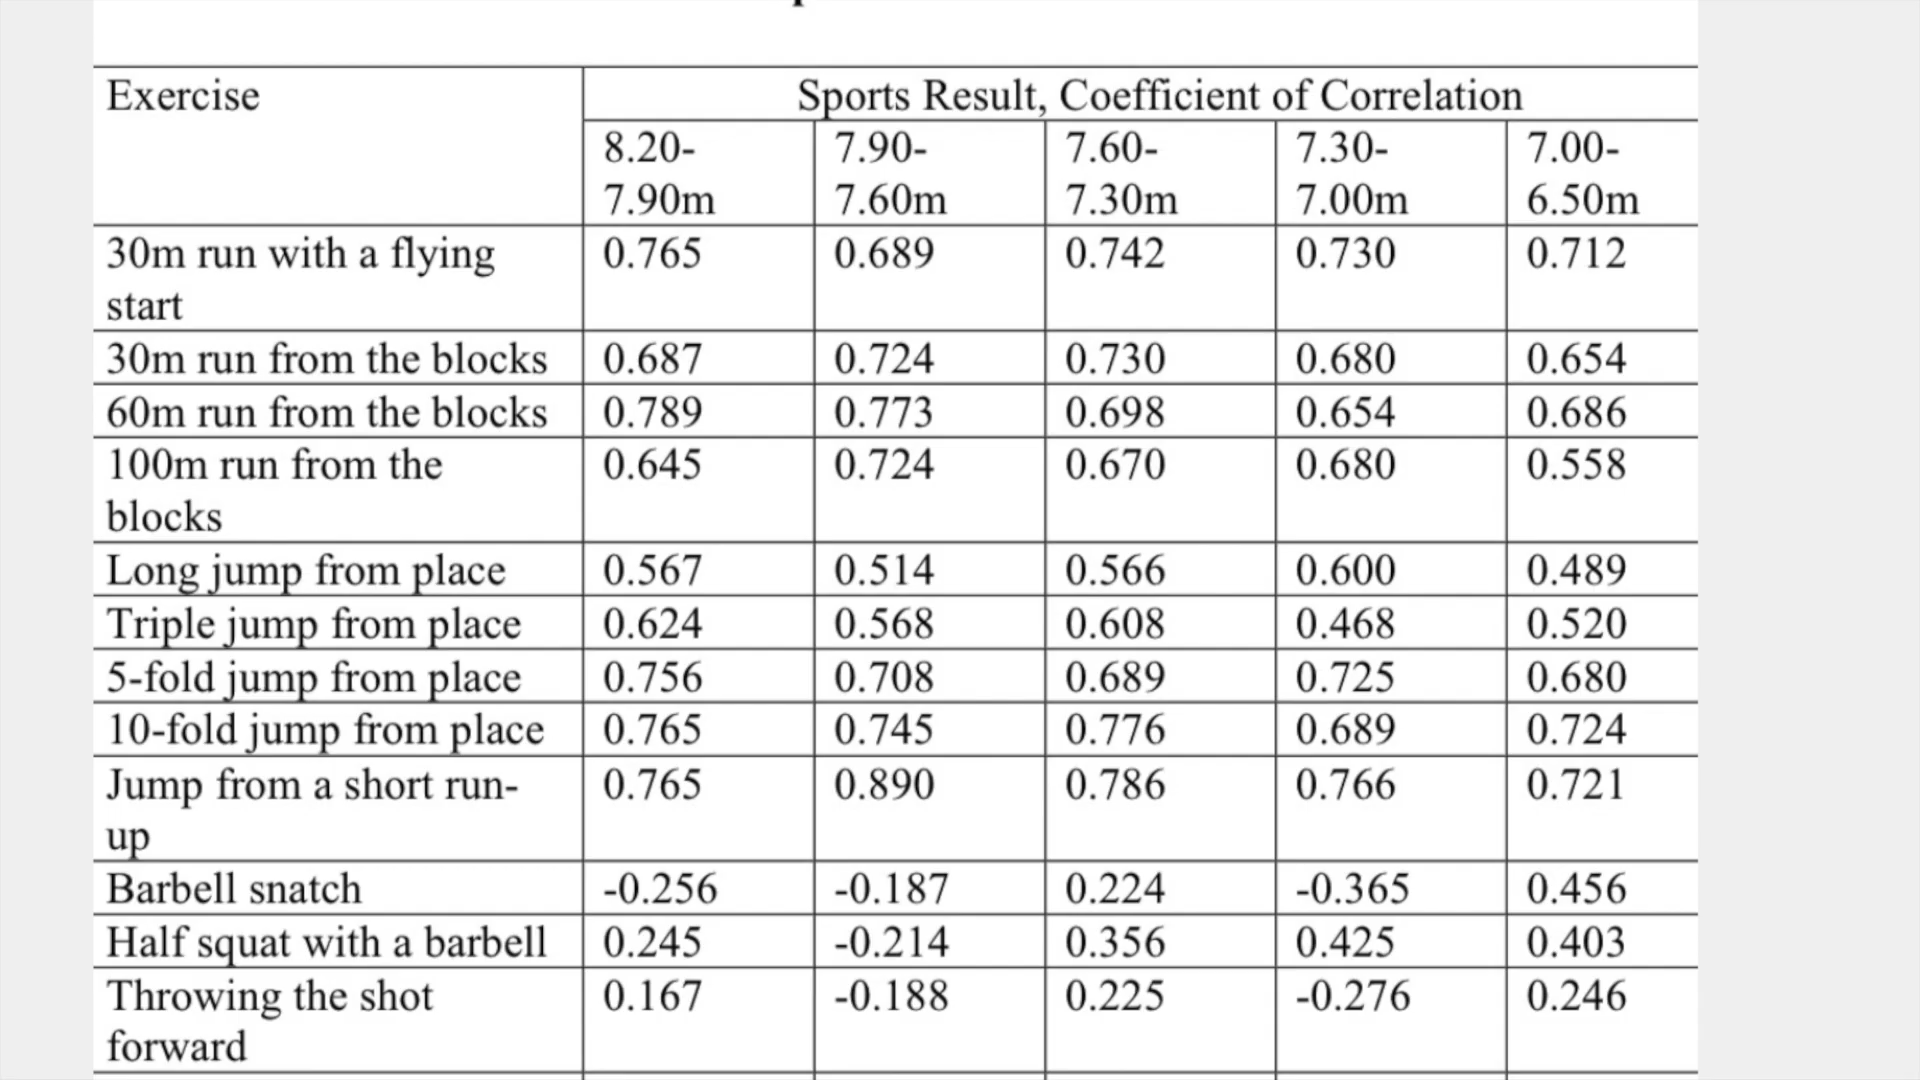 Exercise Sports Result, Coefficient of Correlation
8.20- 7.90- 7.60- 7.30- 7.00-
7.90m 7.60m 7.30m 7.00m 6.50m
30m run with a flying 0.765 0.689 0.742 0.730 0.712
start
30m run from the blocks 0.687 0.724 0.730 0.680 0.654
60m run from the blocks 0.789 0.773 0.698 0.654 0.686
100m run from the 0.645 0.724 0.670 0.680 0.558
blocks
Long jump from place 0.567 0.514 0.566 0.600 0.489
Triple jump from place 0.624 0.568 0.608 0.468 0.520
5-fold jump from place 0.756 0.708 0.689 0.725 0.680
10-fold jump from place 0.765 0.745 0.776 0.689 0.724
Jump from a short run- 0.765 0.890 0.786 0.766 0.721
up
Barbell snatch -0.256 -0.187 0.224 -0.365 0.456
Half squat with a barbell 0.245 -0.214 0.356 0.425 0.403
Throwing the shot 0.167 -0.188 0.225 -0.276 0.246
forward